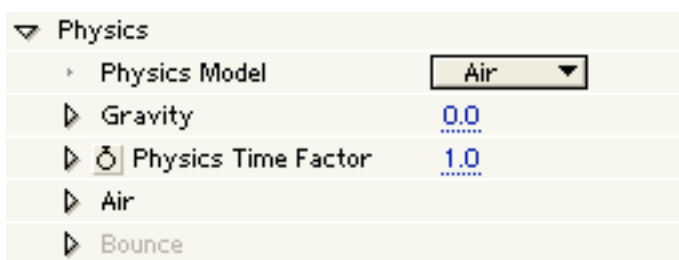 Physics
Physics Model Air
Gravity 0.0
Physics Time Factor 1.0
Air
Bounce